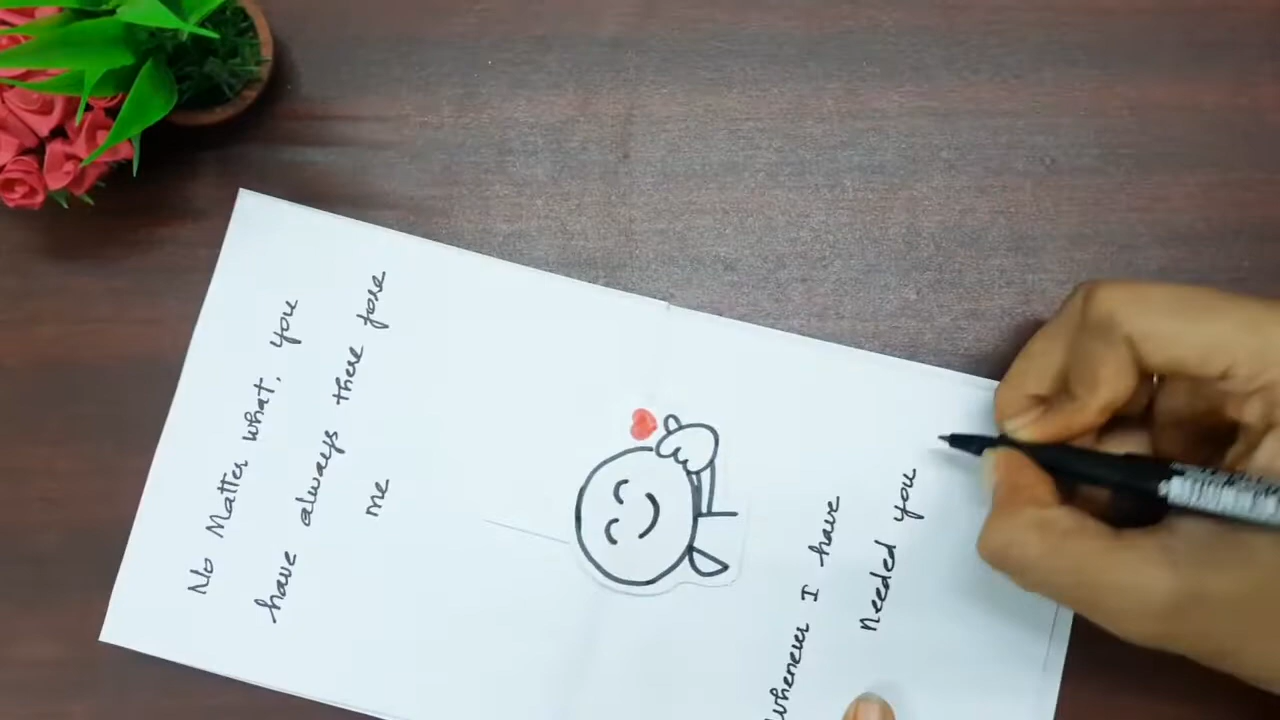 No Matter what, you
have always there fore
me
Whenever I have
Needed you